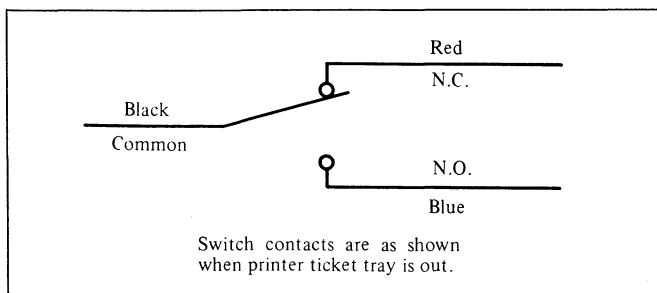 Red
N.C.
Black
Common
N.O.
Blue
Switch contacts are as shown
when printer ticket tray is out.